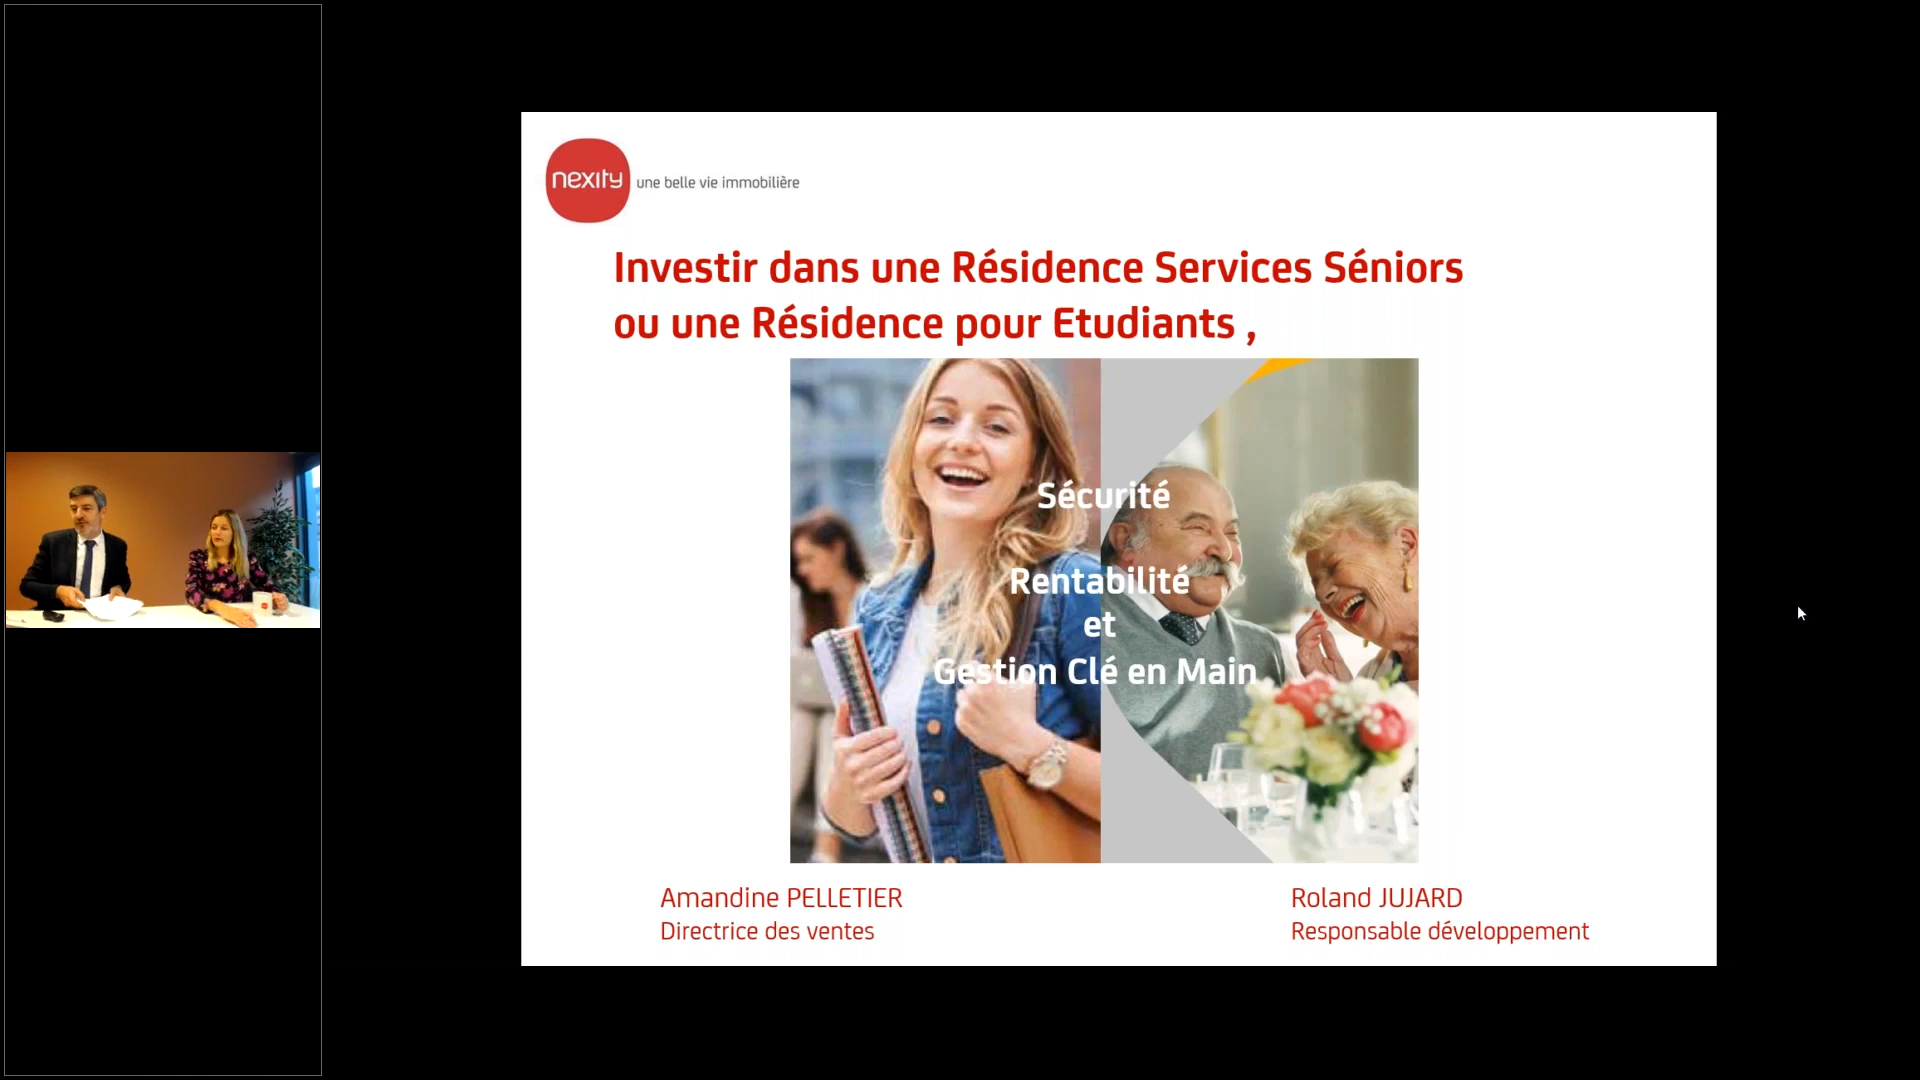 nexity une belle vie immobilière
Investir dans une Résidence Services Séniors
ou une Résidence pour Etudiants ,
Sécurité
Rentabilité
et
Gestion Clé en Main
Amandine PELLETIER
Directrice des ventes
Roland JUJARD
Responsable développement